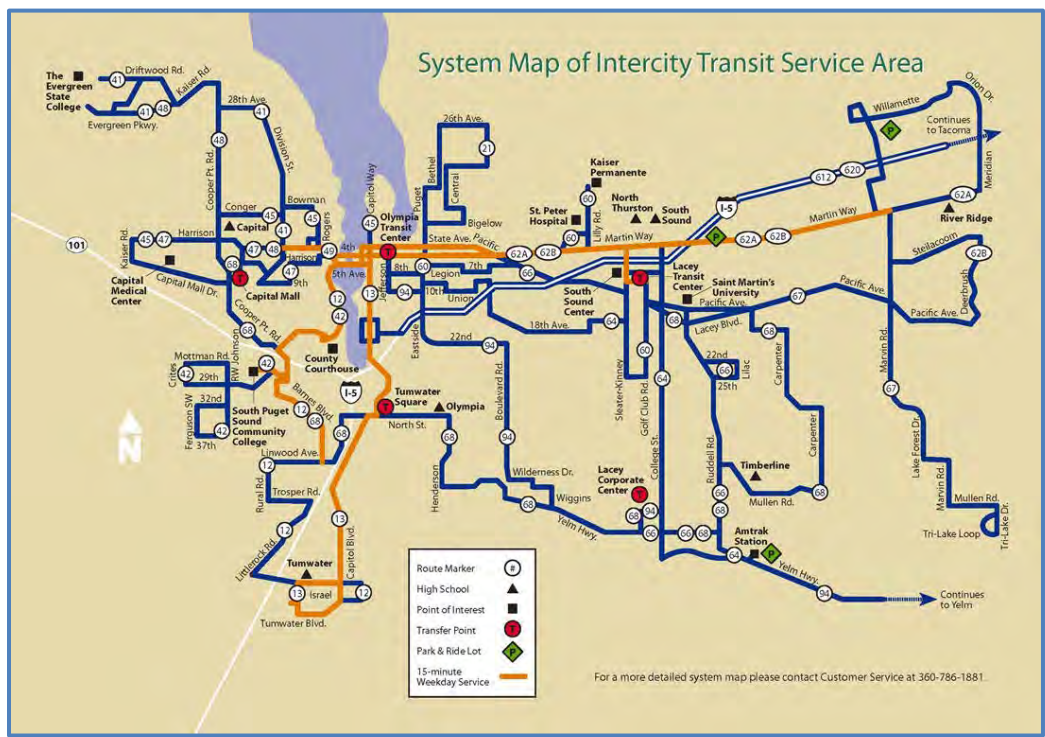 System Map of Intercity Transit Service Area
The
Evergreen
State
College
41
Driftwood Rd.
Kaiser Rd.
41
48
Evergreen Pkwy.
28th Ave.
41
48
Division St.
Cooper Pt. Rd.
Conger
45
Bowman
45
Capital
41
Rogers
Harrison
45
47
47
48
49
4th
Kaiser Rd.
68
Harrison
47
9th
5th Ave.
101
Capital
Medical
Center
Capital Mall Dr.
Capital Mall
Cooper Pt. Rd.
68
12
42
13
Capitol Way
45
Olympia
Transit
Center
T
Jefferson
8th
94
10th
60
Legion
7th
Union
66
Puget
Bethel
26th Ave.
21
Central
Bigelow
State Ave.
Pacific
62A
62B
St. Peter
Hospital
60
Kaiser
Permanente
60
Lilly Rd.
North
Thurston
South
Sound
Martin Way
I-5
P
62A
62B
612
620
Martin Way
62A
Willamette
P
Orion Dr.
Continues
to Tacoma
Meridian
River Ridge
Steilacoom
62B
Deerbrush
Pacific Ave.
Pacific Ave.
67
South
Sound
Center
T
Lacey
Transit
Center
Saint Martin's
University
Pacific Ave.
68
Lacey Blvd.
68
Carpenter
22nd
66
Lilac
25th
18th Ave.
64
60
Sleater-Kinney
Golf Club Rd.
64
College St.
Eastside
22nd
94
Boulevard Rd.
94
Mottman Rd.
Crites
42
29th
32nd
Ferguson SW
42
37th
RW Johnson
42
South Puget
Sound
Community
College
County
Courthouse
I-5
Barnes Blvd.
12
68
Tumwater
Square
T
Olympia
North St.
68
68
Henderson
Linwood Ave.
12
Rural Rd.
Trosper Rd.
12
Littlerock Rd.
13
Capitol Blvd.
Tumwater
13
Israel
12
Tumwater Blvd.
Wilderness Dr.
Wiggins
68
Yelm Hwy.
Lacey
Corporate
Center
T
68
94
66
66
68
Ruddell Rd.
66
68
Timberline
Mullen Rd.
68
Carpenter
Amtrak
Station
P
64
Yelm Hwy.
94
Continues
to Yelm
Marvin Rd.
67
Lake Forest Dr.
Marvin Rd.
Mullen Rd.
Tri-Lake Loop
Tri-Lake Dr.
N
Route Marker
#
High School
Point of Interest
Transfer Point
T
Park & Ride Lot
P
15-minute
Weekday Service
For a more detailed system map please contact Customer Service at 360-786-1881.